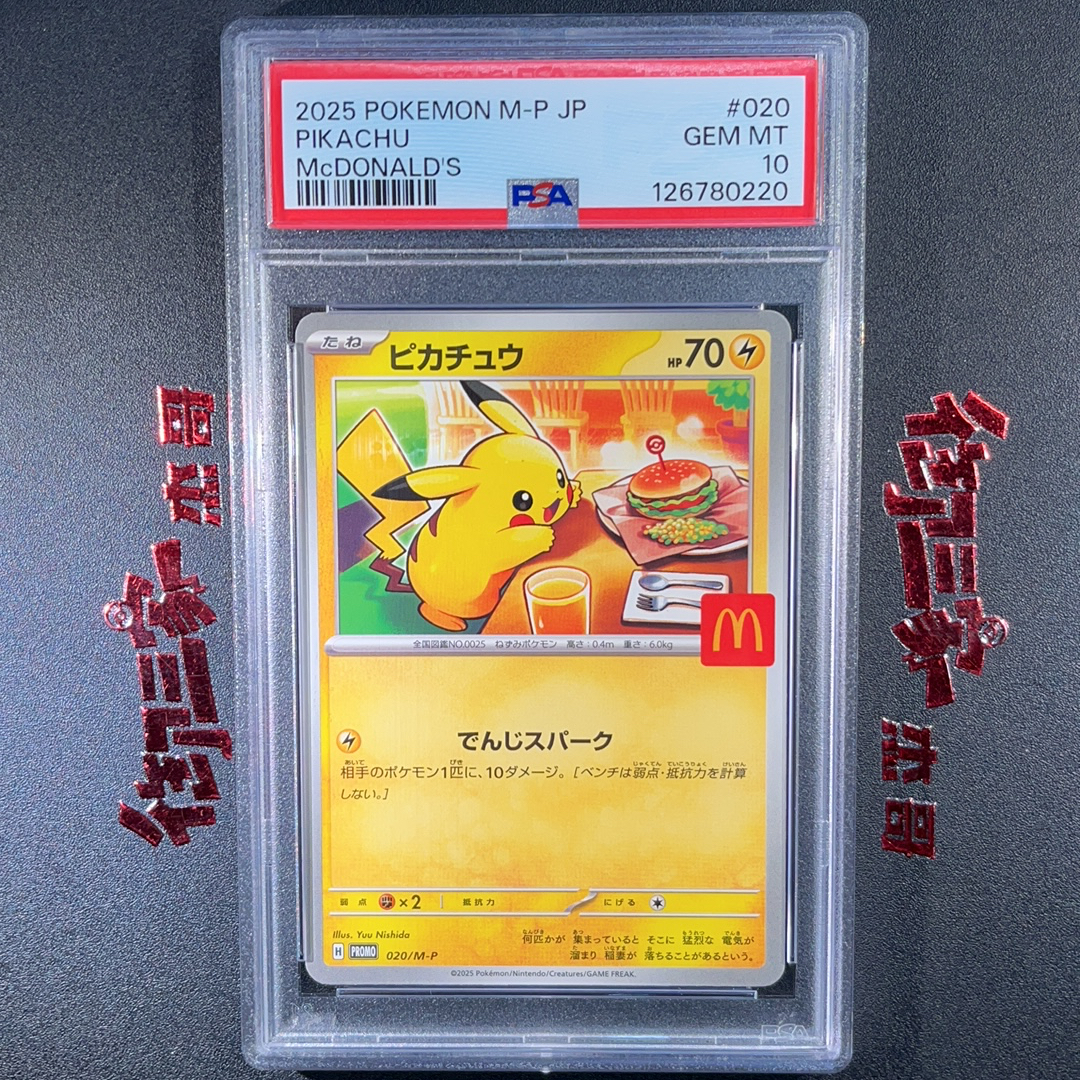 2025 POKEMON M-P JP
#020
PIKACHU
GEM MT
McDONALD'S
10
PSA
126780220
たね
ピカチュウ
HP 70
全国図鑑NO.0025 ねずみポケモン 高さ:0.4m 重さ:6.0kg
でんじスパーク
相手のポケモン1匹に、10ダメージ。[ベンチは弱点・抵抗力を計算
しない。]
弱点 ×2 抵抗力 にげる
Illus. Yuu Nishida
何匹かが 集まっていると そこに 猛烈な 電気が
溜まり 稲妻が 落ちることがあるという。
H PROMO 020/M-P
©2025 Pokémon/Nintendo/Creatures/GAME FREAK.
杰哥
杰哥